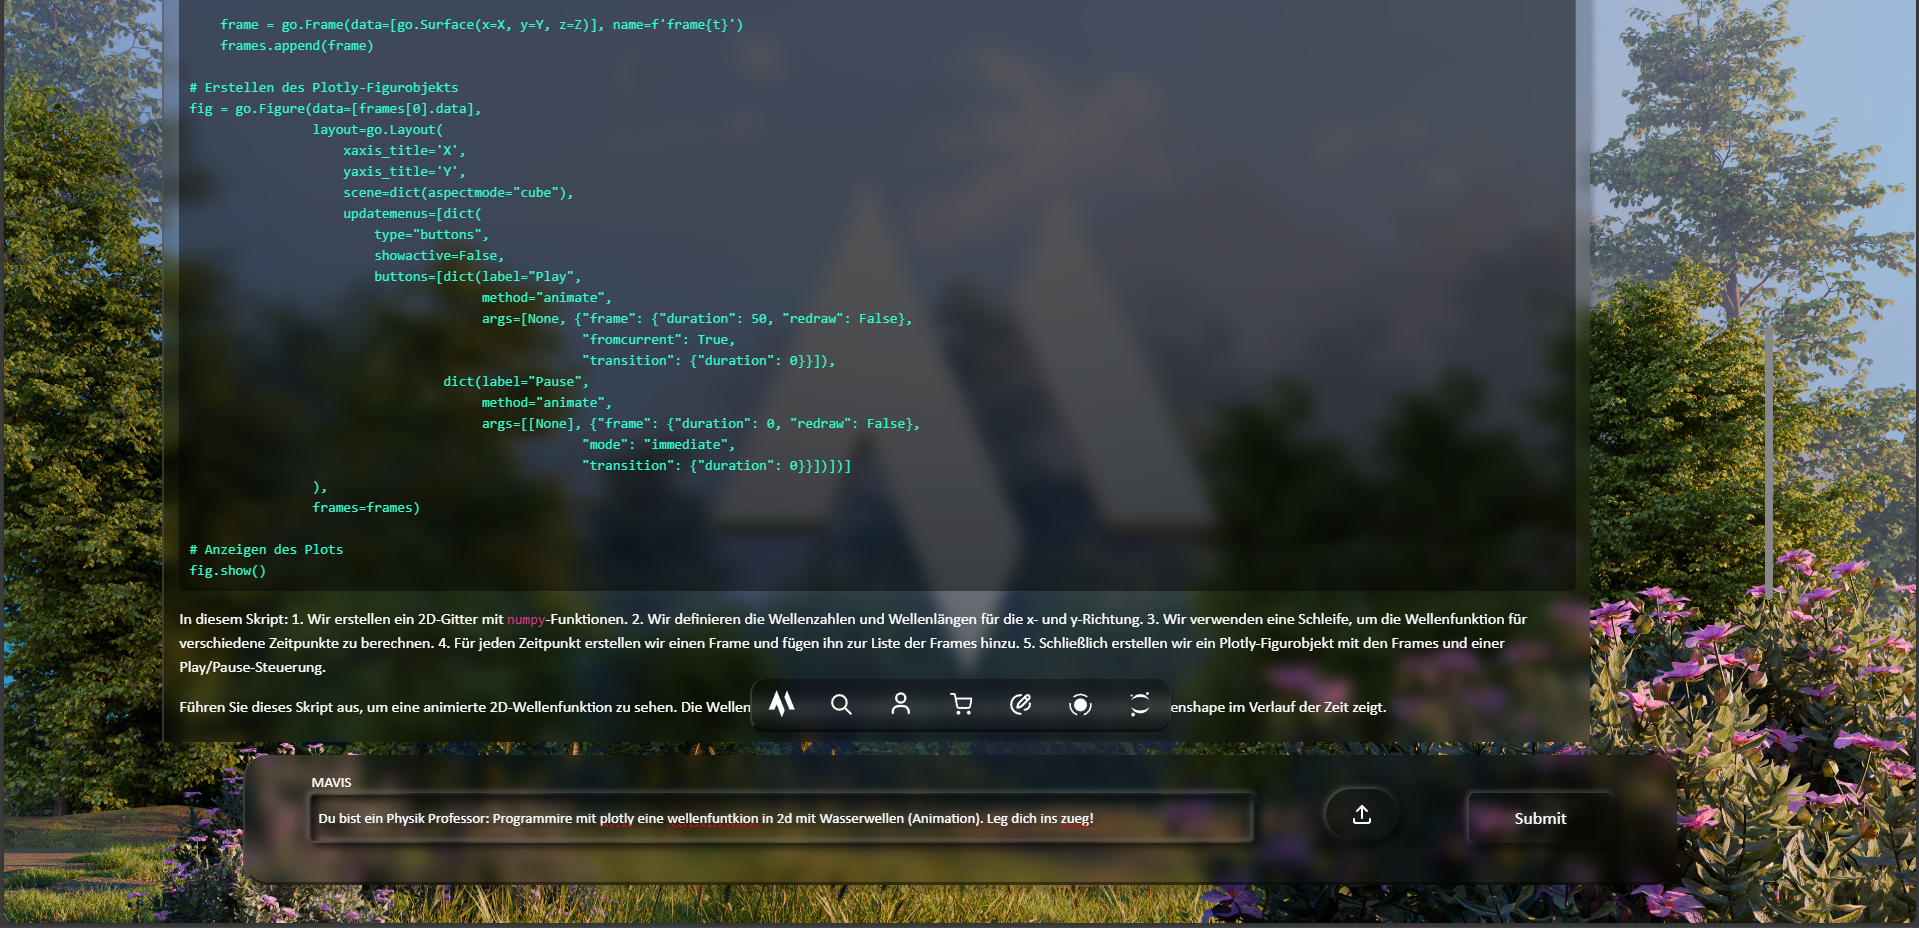 frame = go.Frame(data=[go.Surface(x=X, y=Y, z=Z)], name=f'frame{t}')
frames.append(frame)
# Erstellen des Plotly-Figurobjekts
fig = go.Figure(data=[frames[0].data],
layout=go.Layout(
xaxis_title='X',
yaxis_title='Y',
scene=dict(aspectmode="cube"),
updatemenus=[dict(
type="buttons",
showactive=False,
buttons=[dict(label="Play",
method="animate",
args=[None, {"frame": {"duration": 50, "redraw": False},
"fromcurrent": True,
"transition": {"duration": 0}}]),
dict(label="Pause",
method="animate",
args=[[None], {"frame": {"duration": 0, "redraw": False},
"mode": "immediate",
"transition": {"duration": 0}}])])]
),
frames=frames)
# Anzeigen des Plots
fig.show()
In diesem Skript: 1. Wir erstellen ein 2D-Gitter mit numpy-Funktionen. 2. Wir definieren die Wellenzahlen und Wellenlängen für die x- und y-Richtung. 3. Wir verwenden eine Schleife, um die Wellenfunktion für
verschiedene Zeitpunkte zu berechnen. 4. Für jeden Zeitpunkt erstellen wir einen Frame und fügen ihn zur Liste der Frames hinzu. 5. Schließlich erstellen wir ein Plotly-Figurobjekt mit den Frames und einer
Play/Pause-Steuerung.
Führen Sie dieses Skript aus, um eine animierte 2D-Wellenfunktion zu sehen. Die Wellen enshape im Verlauf der Zeit zeigt.
MAVIS
Du bist ein Physik Professor: Programmire mit plotly eine wellenfuntkion in 2d mit Wasserwellen (Animation). Leg dich ins zueg!
Submit